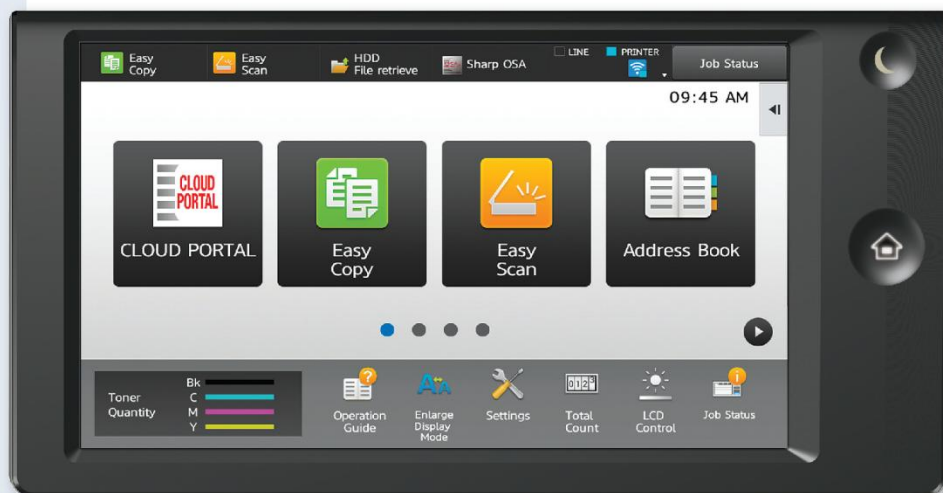 Easy
Copy
Easy
Scan
HDD
File retrieve
Sharp OSA
LINE
PRINTER
Job Status
09:45 AM
CLOUD
PORTAL
CLOUD PORTAL
Easy
Copy
Easy
Scan
Address Book
Toner
Quantity
Bk
C
M
Y
Operation
Guide
Enlarge
Display
Mode
Settings
Total
Count
LCD
Control
Job Status